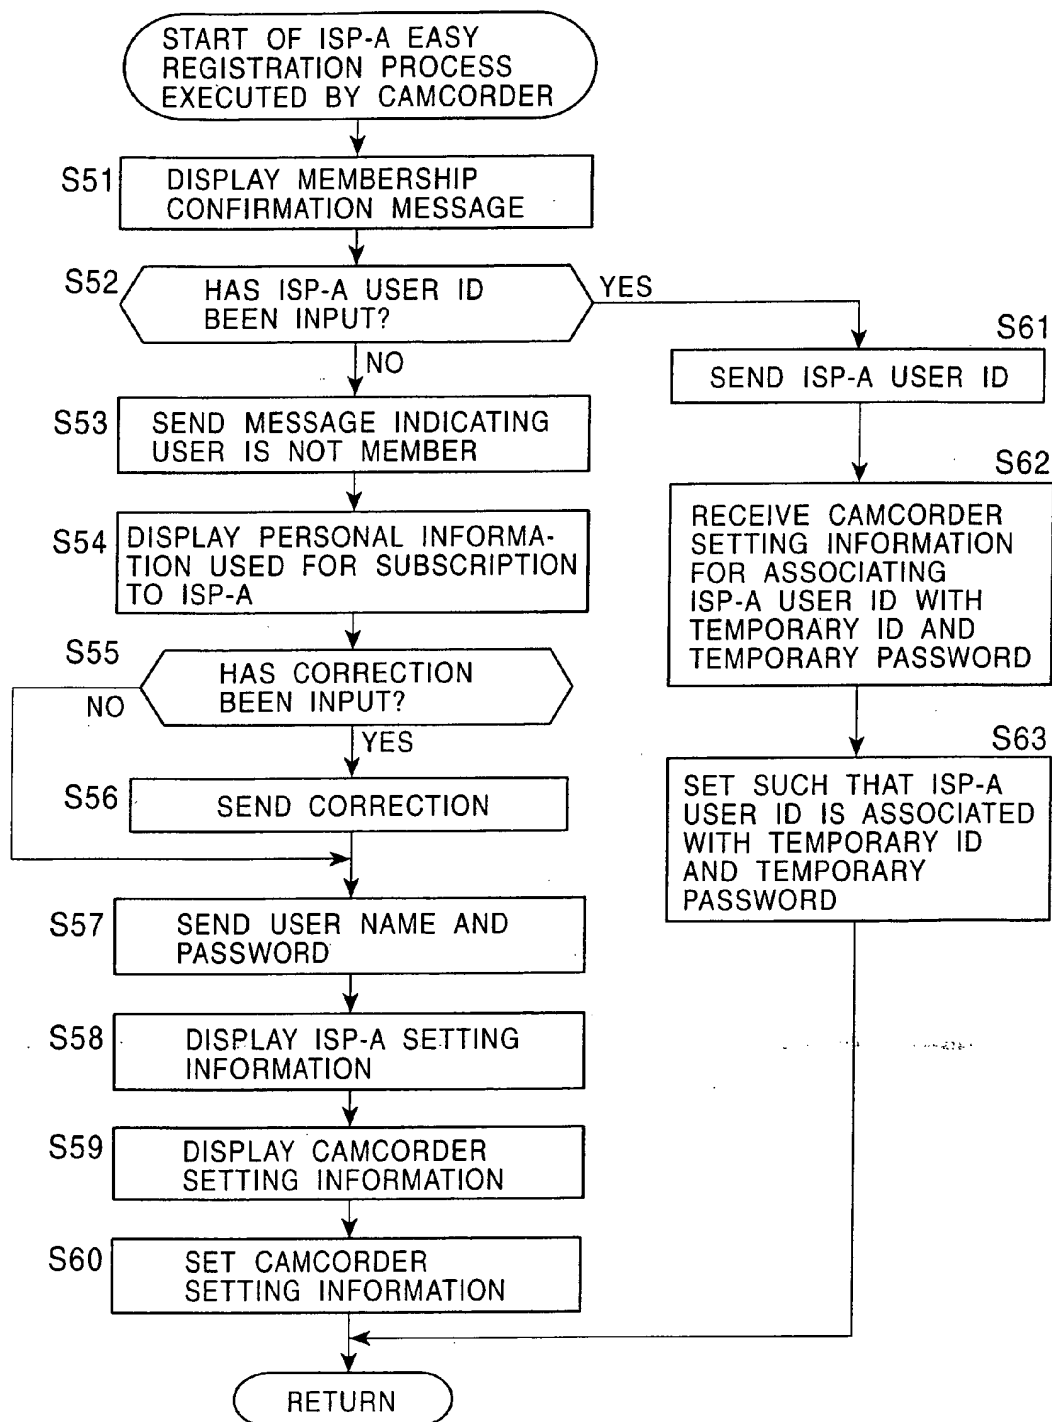 START OF ISP-A EASY
REGISTRATION PROCESS
EXECUTED BY CAMCORDER
S51
DISPLAY MEMBERSHIP
CONFIRMATION MESSAGE
S52
HAS ISP-A USER ID
BEEN INPUT?
YES
NO
S53
SEND MESSAGE INDICATING
USER IS NOT MEMBER
S54
DISPLAY PERSONAL INFORMA-
TION USED FOR SUBSCRIPTION
TO ISP-A
S55
HAS CORRECTION
BEEN INPUT?
NO
YES
S56
SEND CORRECTION
S57
SEND USER NAME AND
PASSWORD
S58
DISPLAY ISP-A SETTING
INFORMATION
S59
DISPLAY CAMCORDER
SETTING INFORMATION
S60
SET CAMCORDER
SETTING INFORMATION
S61
SEND ISP-A USER ID
S62
RECEIVE CAMCORDER
SETTING INFORMATION
FOR ASSOCIATING
ISP-A USER ID WITH
TEMPORARY ID AND
TEMPORARY PASSWORD
S63
SET SUCH THAT ISP-A
USER ID IS ASSOCIATED
WITH TEMPORARY ID
AND TEMPORARY
PASSWORD
RETURN